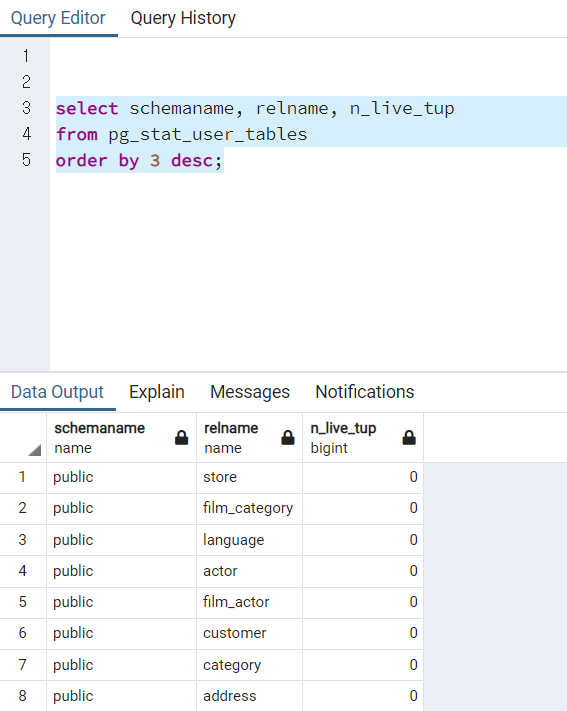 Query Editor Query History
1
2
3 select schemaname, relname, n_live_tup
4 from pg_stat_user_tables
5 order by 3 desc;
Data Output Explain Messages Notifications
schemaname relname n_live_tup
name name bigint
1 public store 0
2 public film_category 0
3 public language 0
4 public actor 0
5 public film_actor 0
6 public customer 0
7 public category 0
8 public address 0